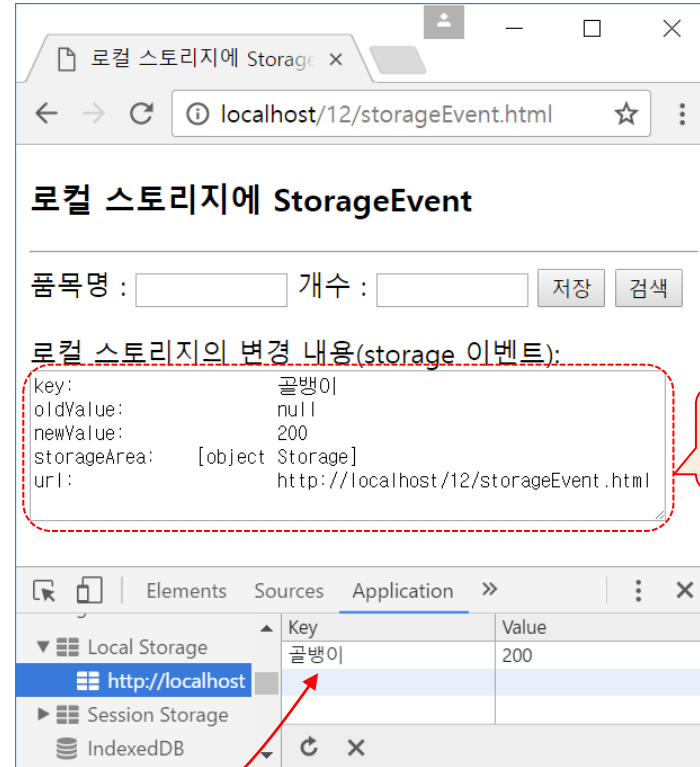 로컬 스토리지에 Storage
localhost/12/storageEvent.html
로컬 스토리지에 StorageEvent
품목명 : 개수 : 저장 검색
로컬 스토리지의 변경 내용(storage 이벤트):
key: 골뱅이
oldValue: null
newValue: 200
storageArea: [object Storage]
url: http://localhost/12/storageEvent.html
Elements Sources Application »
Key Value
Local Storage
골뱅이 200
http://localhost
Session Storage
IndexedDB